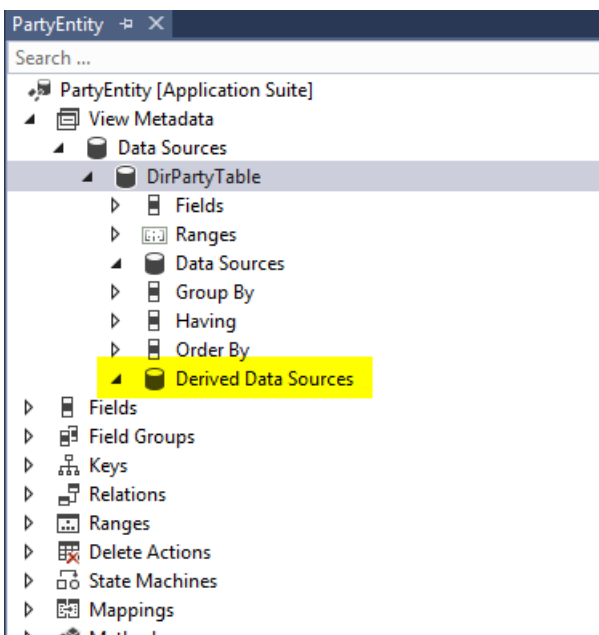 PartyEntity
Search ...
PartyEntity [Application Suite]
View Metadata
Data Sources
DirPartyTable
Fields
Ranges
Data Sources
Group By
Having
Order By
Derived Data Sources
Fields
Field Groups
Keys
Relations
Ranges
Delete Actions
State Machines
Mappings